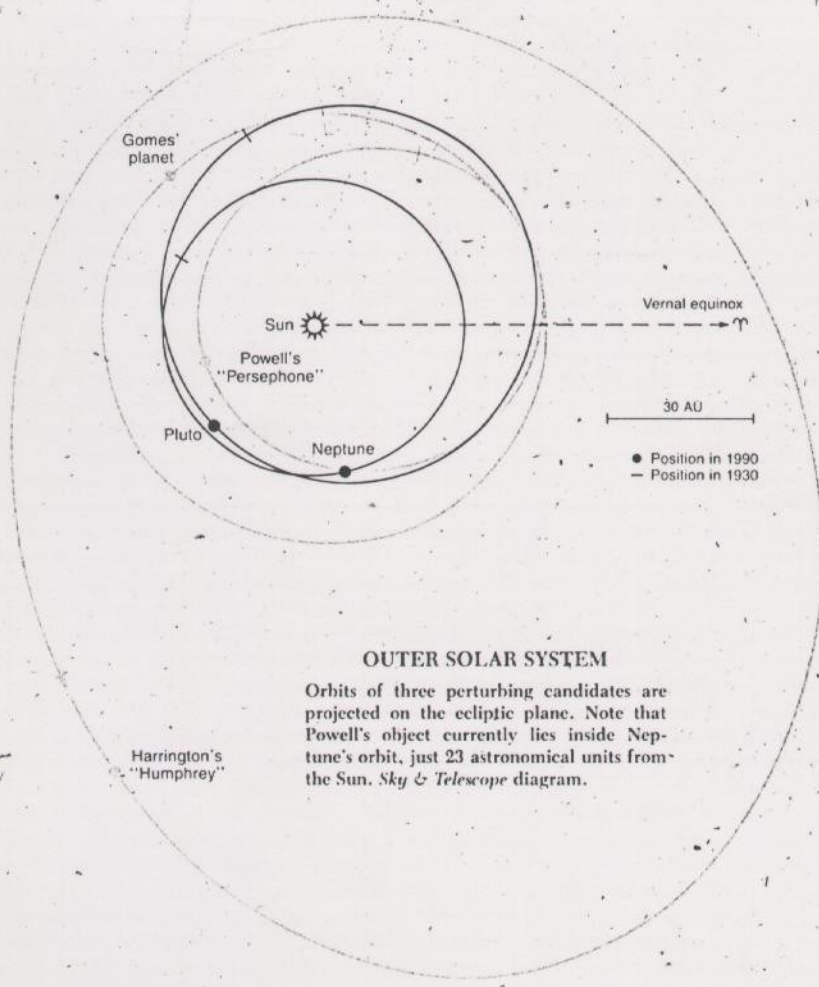 Gomes'
planet
Sun
Vernal equinox
♈
Powell's
"Persephone"
30 AU
Pluto
Neptune
Position in 1990
Position in 1930
OUTER SOLAR SYSTEM
Orbits of three perturbing candidates are
projected on the ecliptic plane. Note that
Powell's object currently lies inside Nep-
tune's orbit, just 23 astronomical units from
the Sun. Sky & Telescope diagram.
Harrington's
"Humphrey"